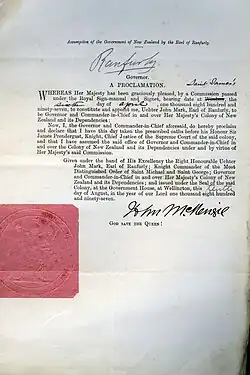 Assumption of the Government of New Zealand by the Earl of Ranfurly.
Ranfurly,
Governor.
A PROCLAMATION.
Saint James's
WHEREAS Her Majesty has been graciously pleased, by a Commission passed
under the Royal Sign-manual and Signet, bearing date at Windsor, the
sixth day of April, one thousand eight hundred and
ninety-seven, to constitute and appoint me, Uchter John Mark, Earl of Ranfurly, to
be Governor and Commander-in-Chief in and over Her Majesty's Colony of New
Zealand and its Dependencies:
Now, I, the Governor and Commander-in-Chief aforesaid, do hereby proclaim
and declare that I have this day taken the prescribed oaths before his Honour Sir
James Prendergast, Knight, Chief Justice of the Supreme Court of the said colony,
and that I have assumed the said office of Governor and Commander-in-Chief in and
over the Colony of New Zealand and its Dependencies under and by virtue of
Her Majesty's said Commission.
Given under the hand of His Excellency the Right Honourable Uchter
John Mark, Earl of Ranfurly; Knight Commander of the Most
Distinguished Order of Saint Michael and Saint George; Governor
and Commander-in-Chief in and over Her Majesty's Colony of New
Zealand and its Dependencies; and issued under the Seal of the said
Colony, at the Government House, at Wellington, this tenth
day of August, in the year of our Lord one thousand eight hundred
and ninety-seven.
John McKenzie
GOD SAVE THE QUEEN!